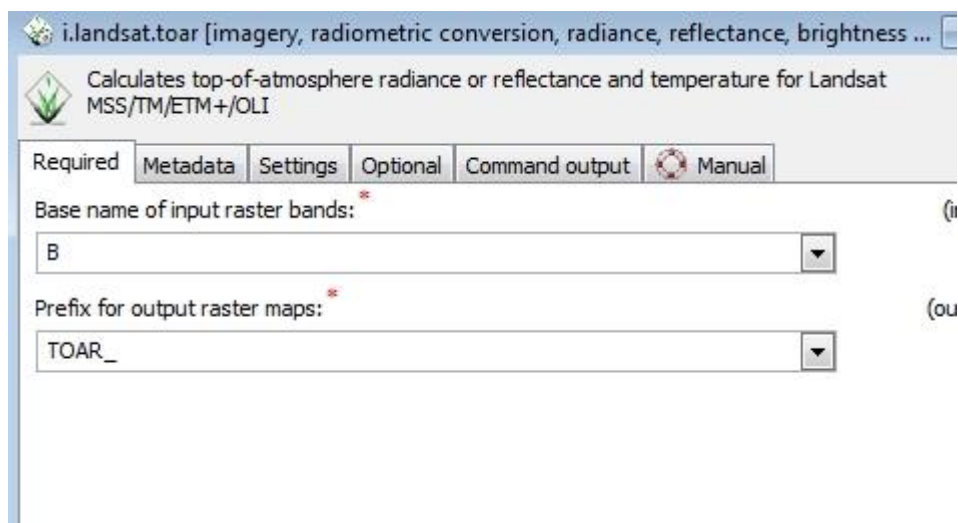 i.landsat.toar [imagery, radiometric conversion, radiance, reflectance, brightness ...
Calculates top-of-atmosphere radiance or reflectance and temperature for Landsat
MSS/TM/ETM+/OLI
Required Metadata Settings Optional Command output Manual
Base name of input raster bands:* (i
B
Prefix for output raster maps:* (ou
TOAR_